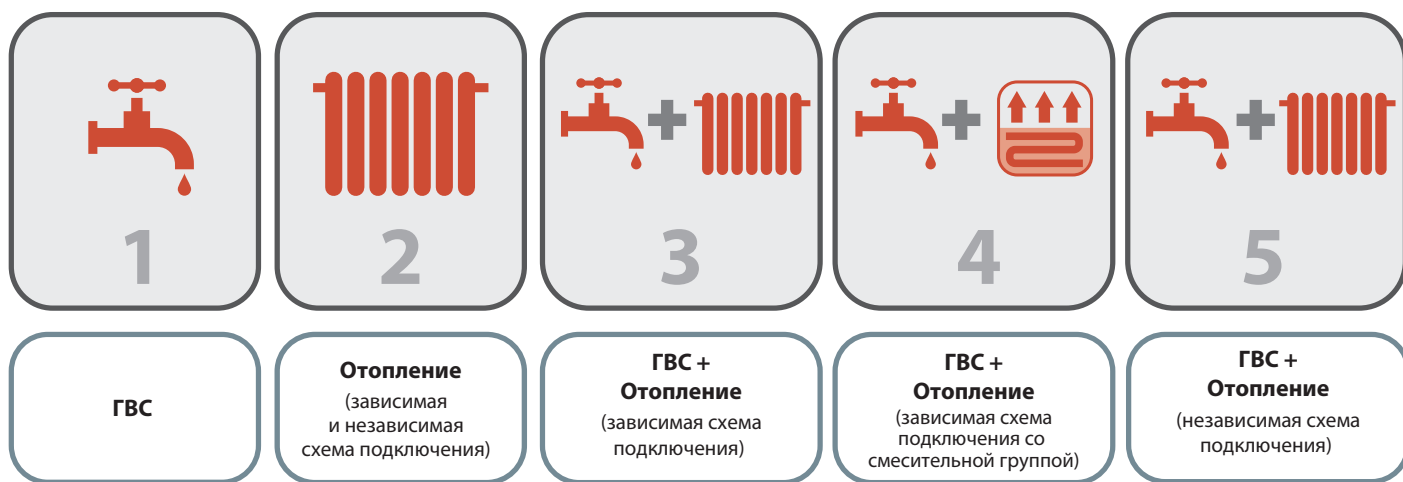 1
2
3
4
5
ГВС
Отопление
(зависимая
и независимая
схема подключения)
ГВС +
Отопление
(зависимая схема
подключения)
ГВС +
Отопление
(зависимая схема
подключения со
смесительной группой)
ГВС +
Отопление
(независимая схема
подключения)